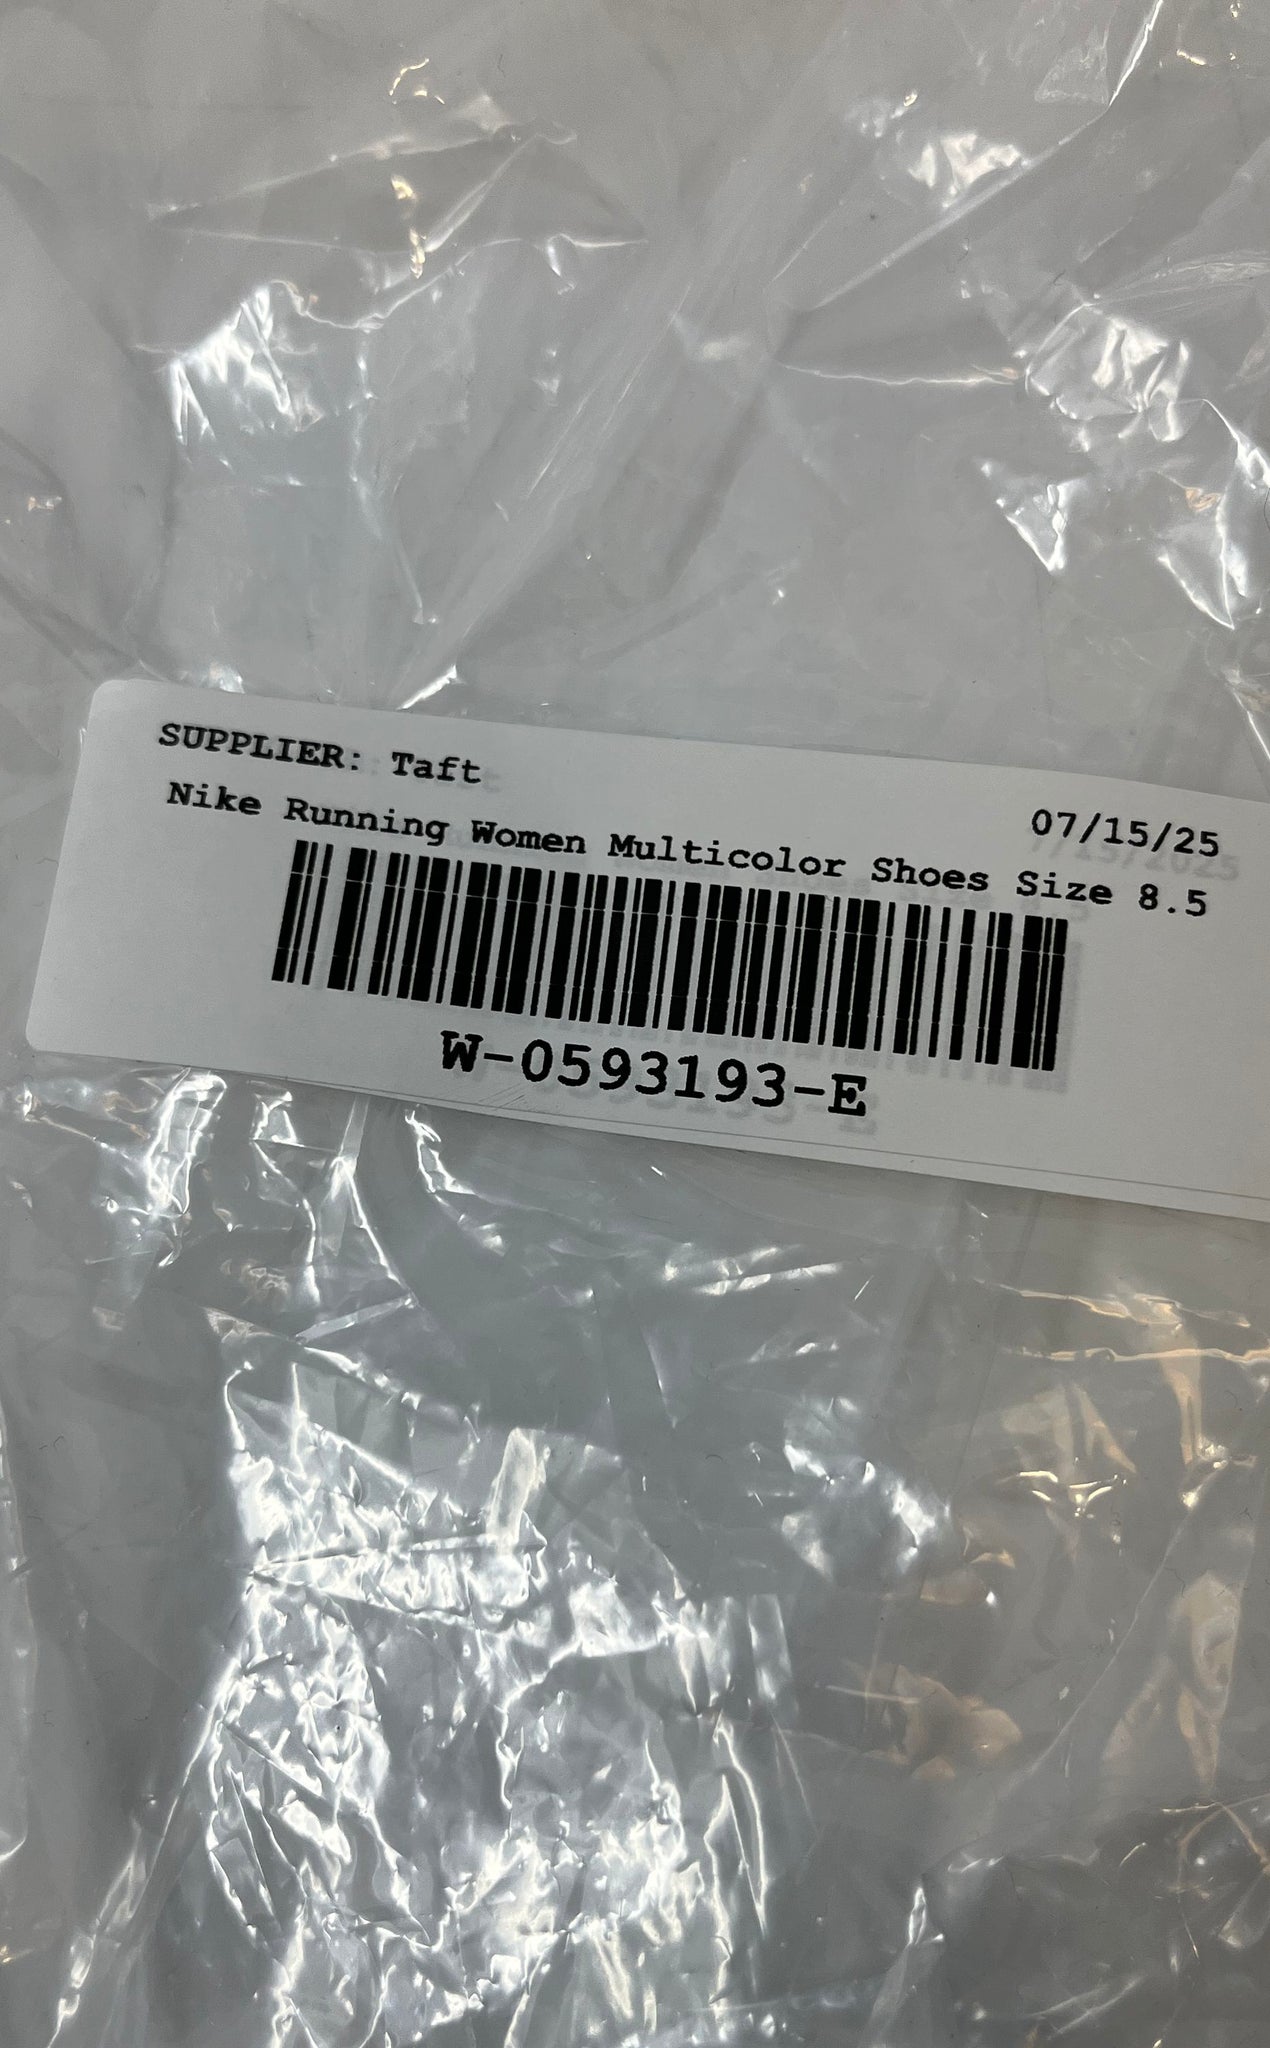 SUPPLIER: Taft
07/15/25
Nike Running Women Multicolor Shoes Size 8.5
W-0593193-E